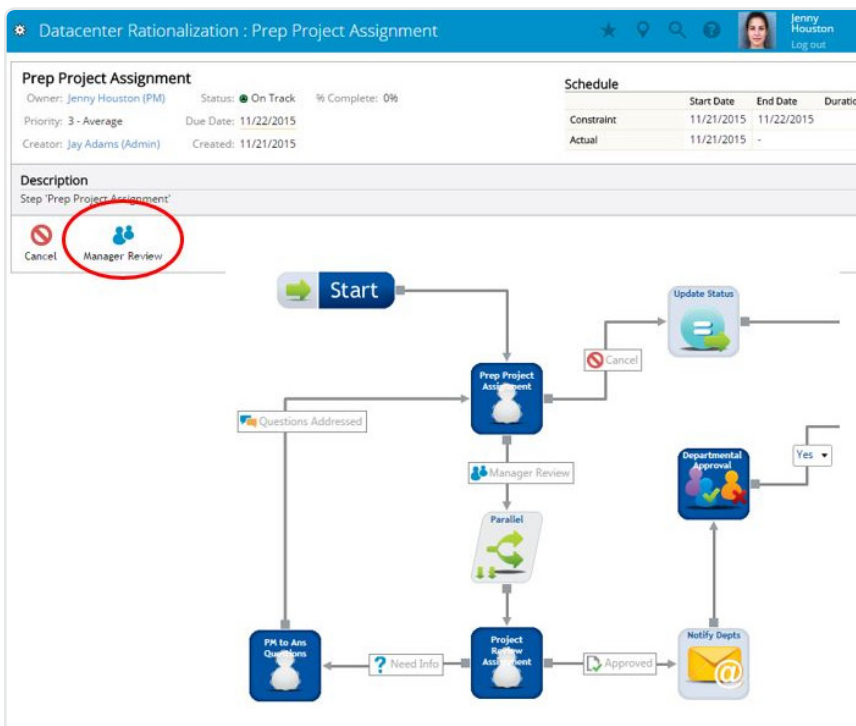 Datacenter Rationalization : Prep Project Assignment
Jenny
Houston
Log out
Prep Project Assignment
Owner: Jenny Houston (PM) Status: On Track % Complete: 0%
Priority: 3 - Average Due Date: 11/22/2015
Creator: Jay Adams (Admin) Created: 11/21/2015
Schedule
Start Date End Date Duratio
Constraint 11/21/2015 11/22/2015
Actual 11/21/2015 -
Description
Step 'Prep Project Assignment'
Cancel Manager Review
Start
Update Status
=
Cancel
Prep Project
Assignment
Questions Addressed
Manager Review
Departmental
Approval
Yes
Parallel
PM to Ans
Questions
? Need Info
Project
Review
Assignment
Approved
Notify Depts
@